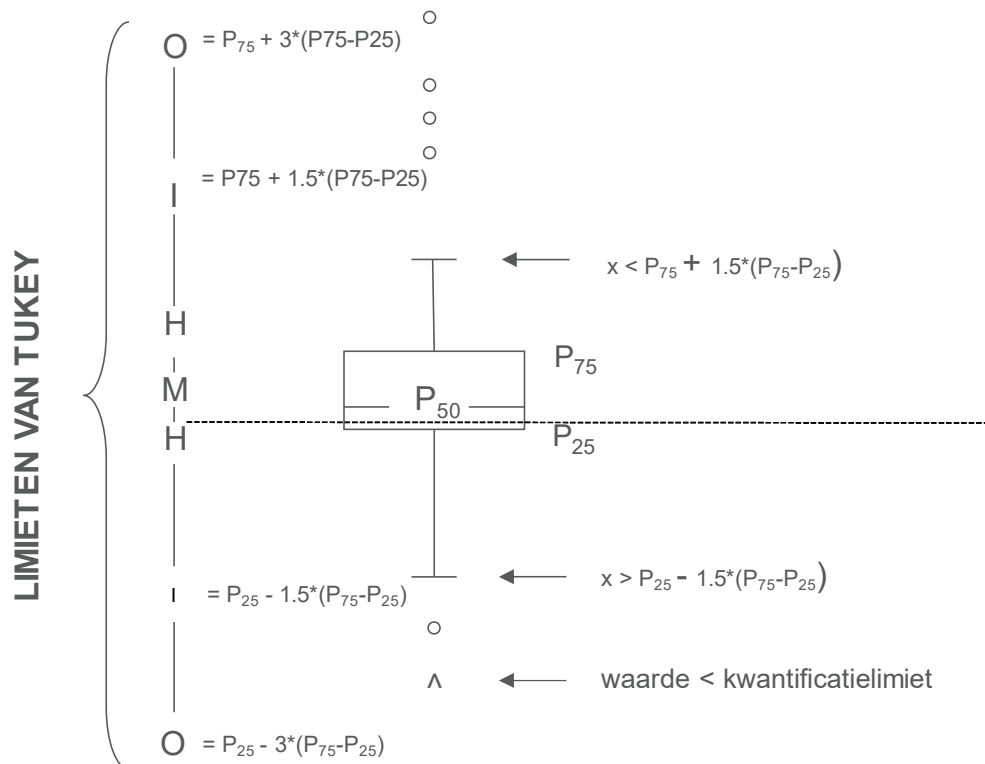 LIMIETEN VAN TUKEY
O = P75 + 3*(P75-P25)
I = P75 + 1.5*(P75-P25)
x < P75 + 1.5*(P75-P25)
H
P75
M
P50
H
P25
x > P25 - 1.5*(P75-P25)
I = P25 - 1.5*(P75-P25)
^ waarde < kwantificatielimiet
O = P25 - 3*(P75-P25)